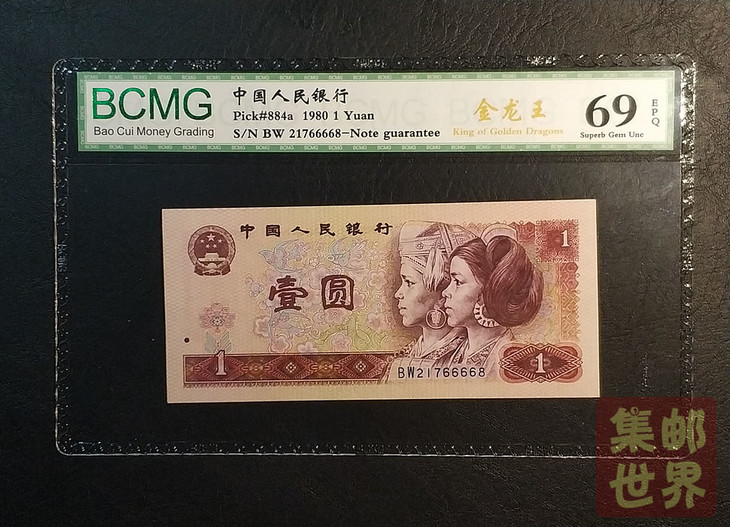 BCMG
Bao Cui Money Grading
中国人民银行
Pick#884a 1980 1 Yuan
S/N BW 21766668-Note guarantee
金龙王
King of Golden Dragons
69
EPQ
Superb Gem Unc
中国人民银行
1
壹圆
1
BW21766668
1
集邮
世界